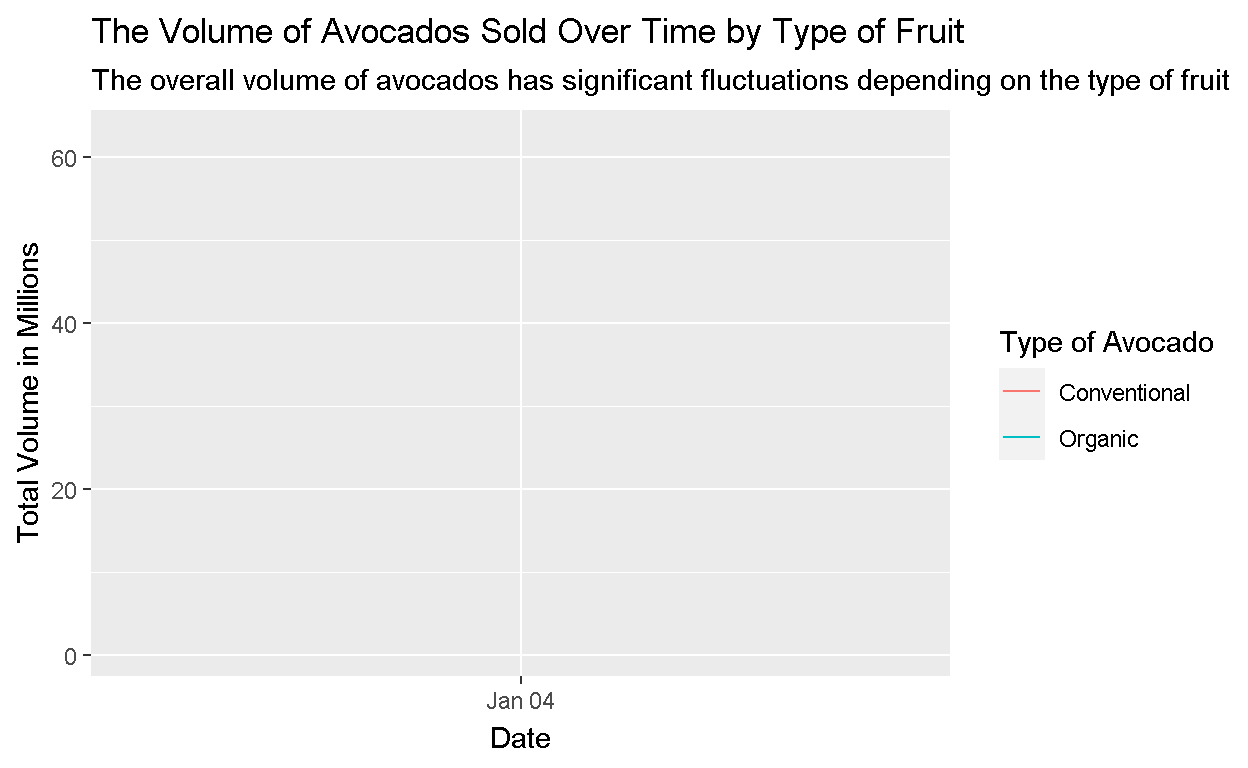 The Volume of Avocados Sold Over Time by Type of Fruit
The overall volume of avocados has significant fluctuations depending on the type of fruit
Total Volume in Millions
60
40
20
0
Jan 04
Date
Type of Avocado
Conventional
Organic